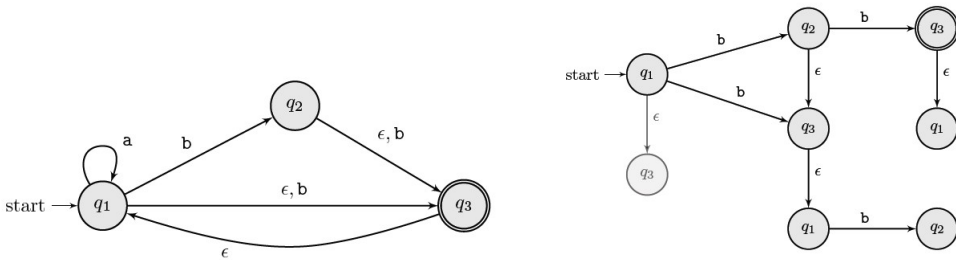 q₂ b q₃
b
q₂
start q₁ ϵ ϵ
b
a
b ϵ, b ϵ q₃ q₁
q₃ ϵ
start q₁ ϵ, b q₃
ϵ
q₁ b q₂